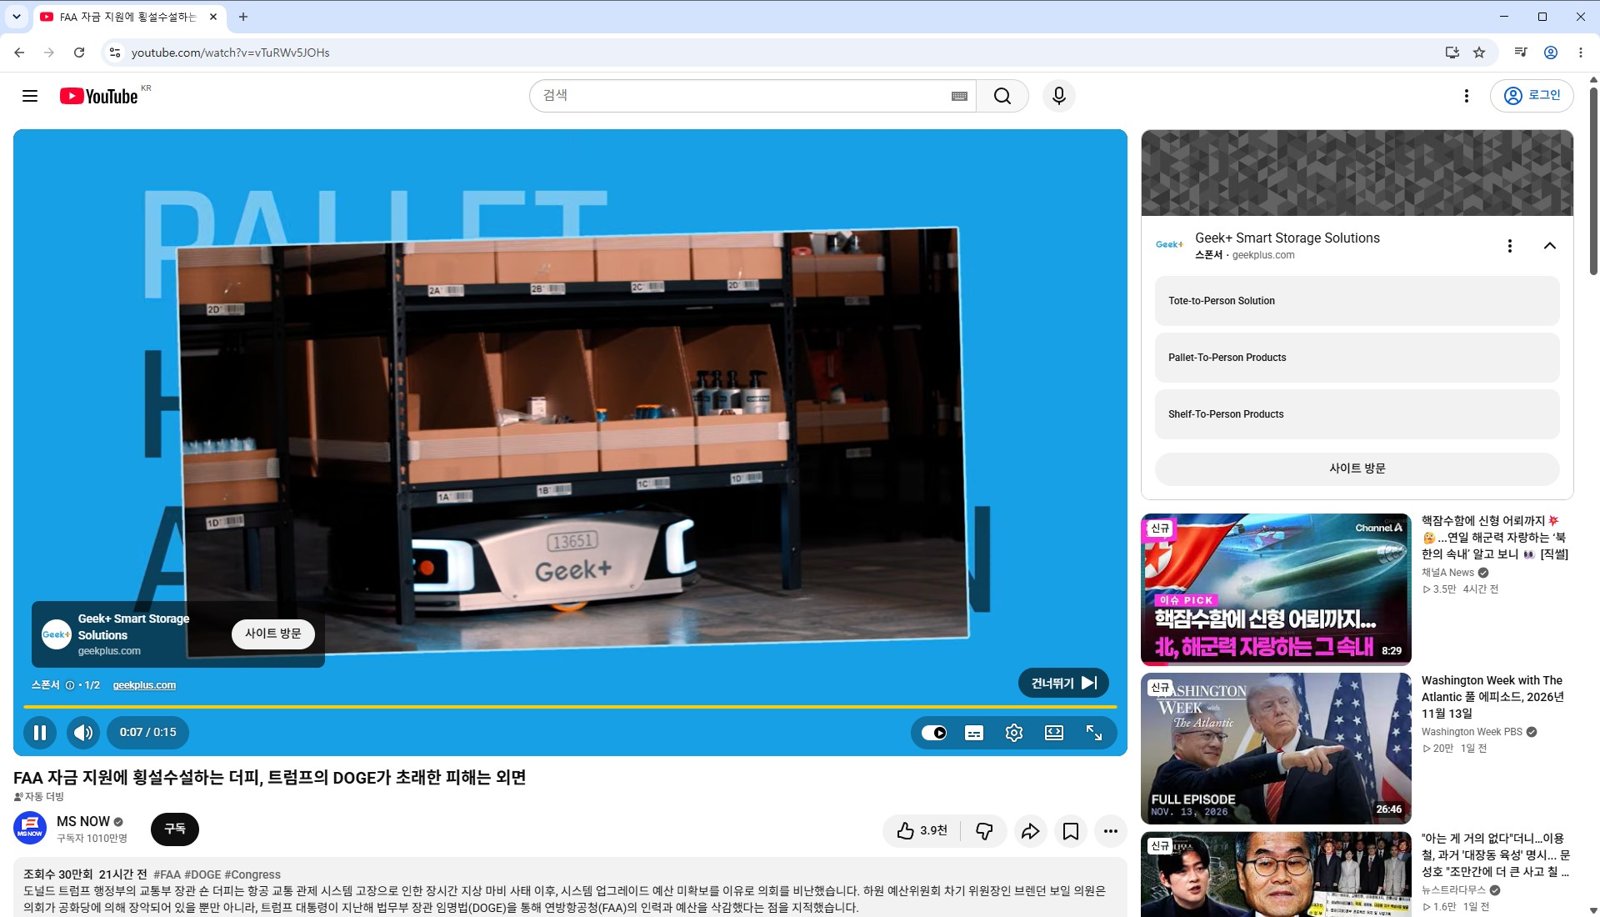 FAA 자금 지원에 횡설수설하는
youtube.com/watch?v=vTuRWv5JOHs
YouTube KR
검색
로그인
PALLET
H
A
N
2D
2A
2B
2C
2D
1A
1B
1C
1D
1D
13651
Geek+
Geek+
Geek+ Smart Storage
Solutions
geekplus.com
사이트 방문
스폰서 · 1/2 geekplus.com
건너뛰기
0:07 / 0:15
FAA 자금 지원에 횡설수설하는 더피, 트럼프의 DOGE가 초래한 피해는 외면
자동 더빙
MS NOW
MS NOW
구독자 1010만명
구독
3.9천
조회수 30만회 21시간 전 #FAA #DOGE #Congress
도널드 트럼프 행정부의 교통부 장관 숀 더피는 항공 교통 관제 시스템 고장으로 인한 장시간 지상 마비 사태 이후, 시스템 업그레이드 예산 미확보를 이유로 의회를 비난했습니다. 하원 예산위원회 차기 위원장인 브렌던 보일 의원은
의회가 공화당에 의해 장악되어 있을 뿐만 아니라, 트럼프 대통령이 지난해 법무부 장관 임명법(DOGE)을 통해 연방항공청(FAA)의 인력과 예산을 삭감했다는 점을 지적했습니다.
Geek+
Geek+ Smart Storage Solutions
스폰서 · geekplus.com
Tote-to-Person Solution
Pallet-To-Person Products
Shelf-To-Person Products
사이트 방문
신규
Channel A
이슈 PICK
핵잠수함에 신형 어뢰까지...
北, 해군력 자랑하는 그 속내
8:29
핵잠수함에 신형 어뢰까지💥
🤔...연일 해군력 자랑하는 ‘북
한의 속내’ 알고 보니 👀 [직썰]
채널A News
3.5만 4시간 전
신규
WASHINGTON
WEEK with
The Atlantic
FULL EPISODE
NOV. 13, 2026
26:46
Washington Week with The
Atlantic 풀 에피소드, 2026년
11월 13일
Washington Week PBS
20만 1일 전
신규
"아는 게 거의 없다"더니...이용
철, 과거 '대장동 육성' 명시... 문
성호 "조만간에 더 큰 사고 칠 ...
뉴스트라다무스
1.6만 1일 전